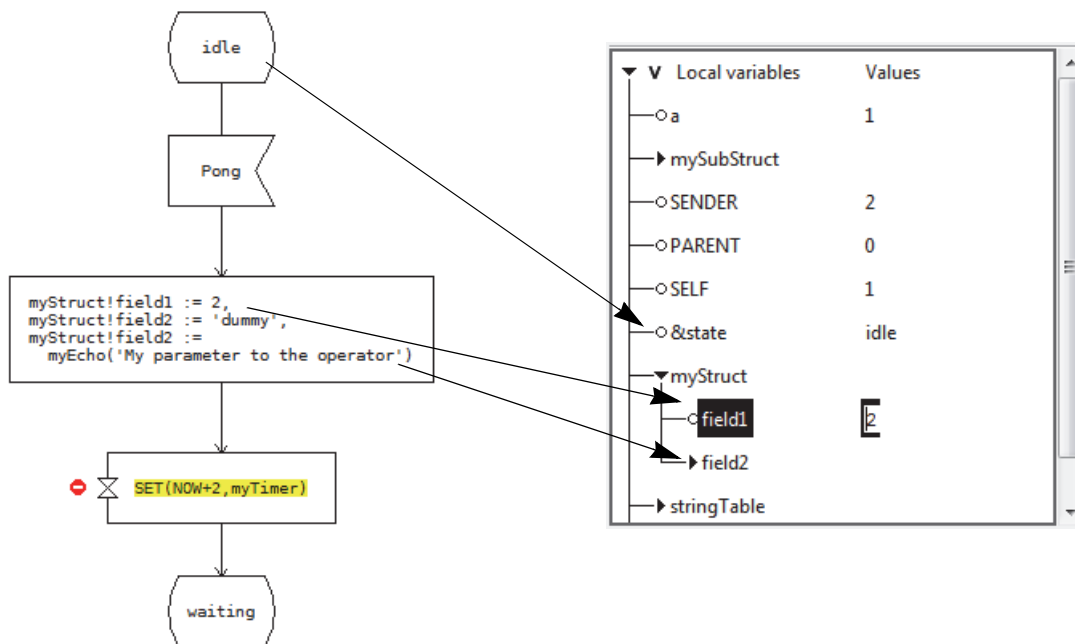 idle
Pong
myStruct!field1 := 2,
myStruct!field2 := 'dummy',
myStruct!field2 :=
myEcho('My parameter to the operator')
SET(NOW+2,myTimer)
waiting
V Local variables Values
a 1
mySubStruct
SENDER 2
PARENT 0
SELF 1
&state idle
myStruct
field1 2
field2
stringTable